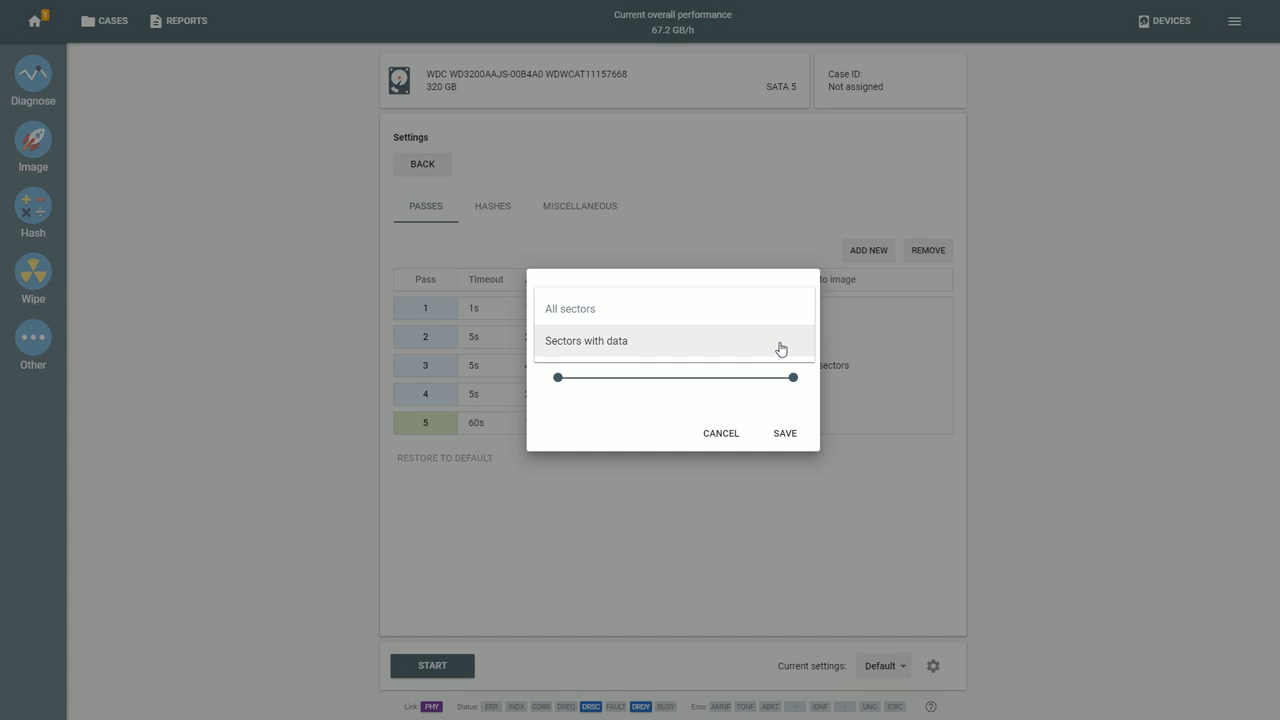 1
CASES
REPORTS
Current overall performance
67.2 GB/h
DEVICES
Diagnose
Image
Hash
Wipe
Other
WDC WD3200AAJS-00B4A0 WDWCAT11157668
320 GB
SATA 5
Case ID:
Not assigned
Settings
BACK
PASSES
HASHES
MISCELLANEOUS
ADD NEW
REMOVE
Pass
Timeout
to image
1
1s
2
5s
3
5s
sectors
4
5s
5
60s
RESTORE TO DEFAULT
All sectors
Sectors with data
CANCEL
SAVE
START
Current settings:
Default
Link:
PHY
Status:
ERR
INDX
CORR
DREQ
DRSC
FAULT
DRDY
BUSY
Error:
AMNF
TONF
ABRT
-
IDNF
-
UNC
ICRC
?